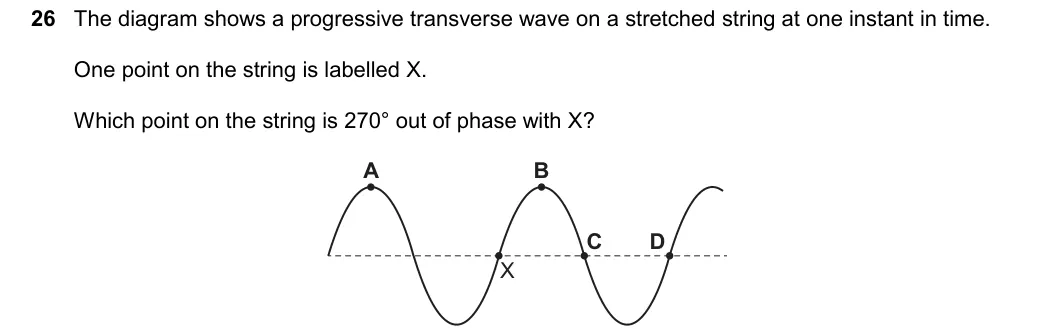 26 The diagram shows a progressive transverse wave on a stretched string at one instant in time.
One point on the string is labelled X.
Which point on the string is 270° out of phase with X?
A B
C D
X